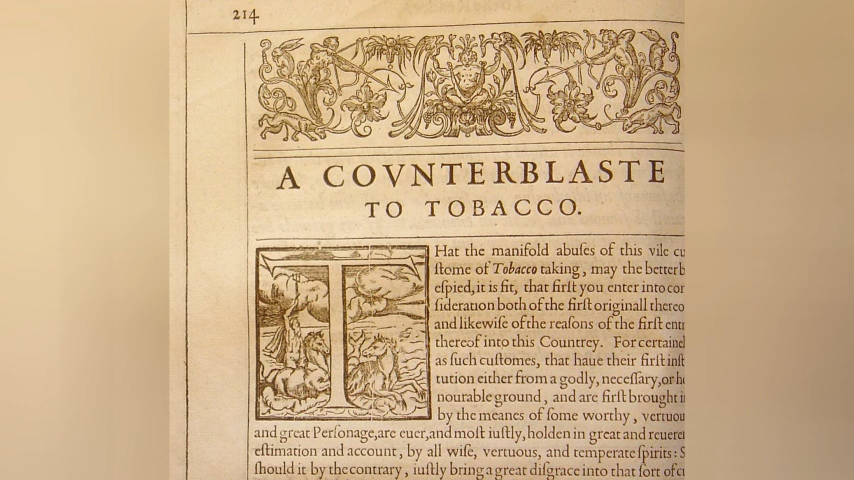 214
A COVNTERBLASTE
TO TOBACCO.
THat the manifold abuſes of this vile cu
ſtome of Tobacco taking, may the better b
eſpied, it is fit, that firſt you enter into con
ſideration both of the firſt originall thereo
and likewiſe of the reaſons of the firſt entr
thereof into this Countrey. For certainel
as ſuch cuſtomes, that haue their firſt inſt
tution either from a godly, neceſſary, or ho
nourable ground, and are firſt brought i
by the meanes of ſome worthy, vertuou
and great Perſonage, are euer, and moſt iuſtly, holden in great and reueren
eſtimation and account, by all wiſe, vertuous, and temperate ſpirits: S
ſhould it by the contrary, iuſtly bring a great diſgrace into that ſort of cu